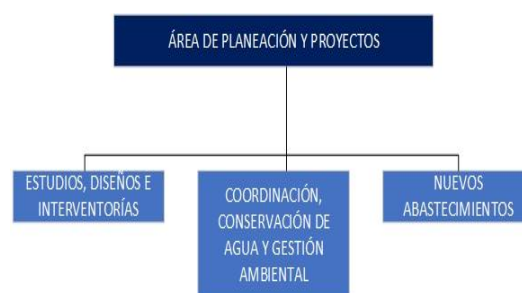 ÁREA DE PLANEACIÓN Y PROYECTOS
ESTUDIOS, DISEÑOS E
INTERVENTORÍAS
COORDINACIÓN,
CONSERVACIÓN DE
AGUA Y GESTIÓN
AMBIENTAL
NUEVOS
ABASTECIMIENTOS